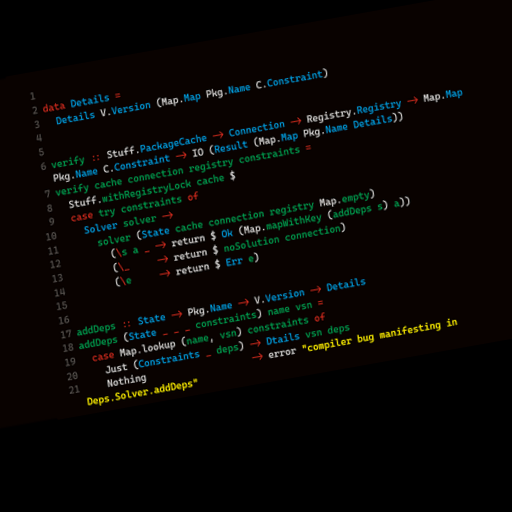 1
2 data Details =
3   Details V.Version (Map.Map Pkg.Name C.Constraint)
4
5
6 verify :: Stuff.PackageCache → Connection → Registry.Registry → Map.Map
Pkg.Name C.Constraint → IO (Result (Map.Map Pkg.Name Details))
7 verify cache connection registry constraints =
8   Stuff.withRegistryLock cache $
9   case try constraints of
10     Solver solver →
11       solver (State cache connection registry Map.empty)
12         (\s a _ → return $ Ok (Map.mapWithKey (addDeps s) a))
13         (\_     → return $ noSolution connection)
14         (\e     → return $ Err e)
15
16
17 addDeps :: State → Pkg.Name → V.Version → Details
18 addDeps (State _ _ _ constraints) name vsn =
19   case Map.lookup (name, vsn) constraints of
20     Just (Constraints _ deps) → Dtails vsn deps
21     Nothing                   → error "compiler bug manifesting in
Deps.Solver.addDeps"